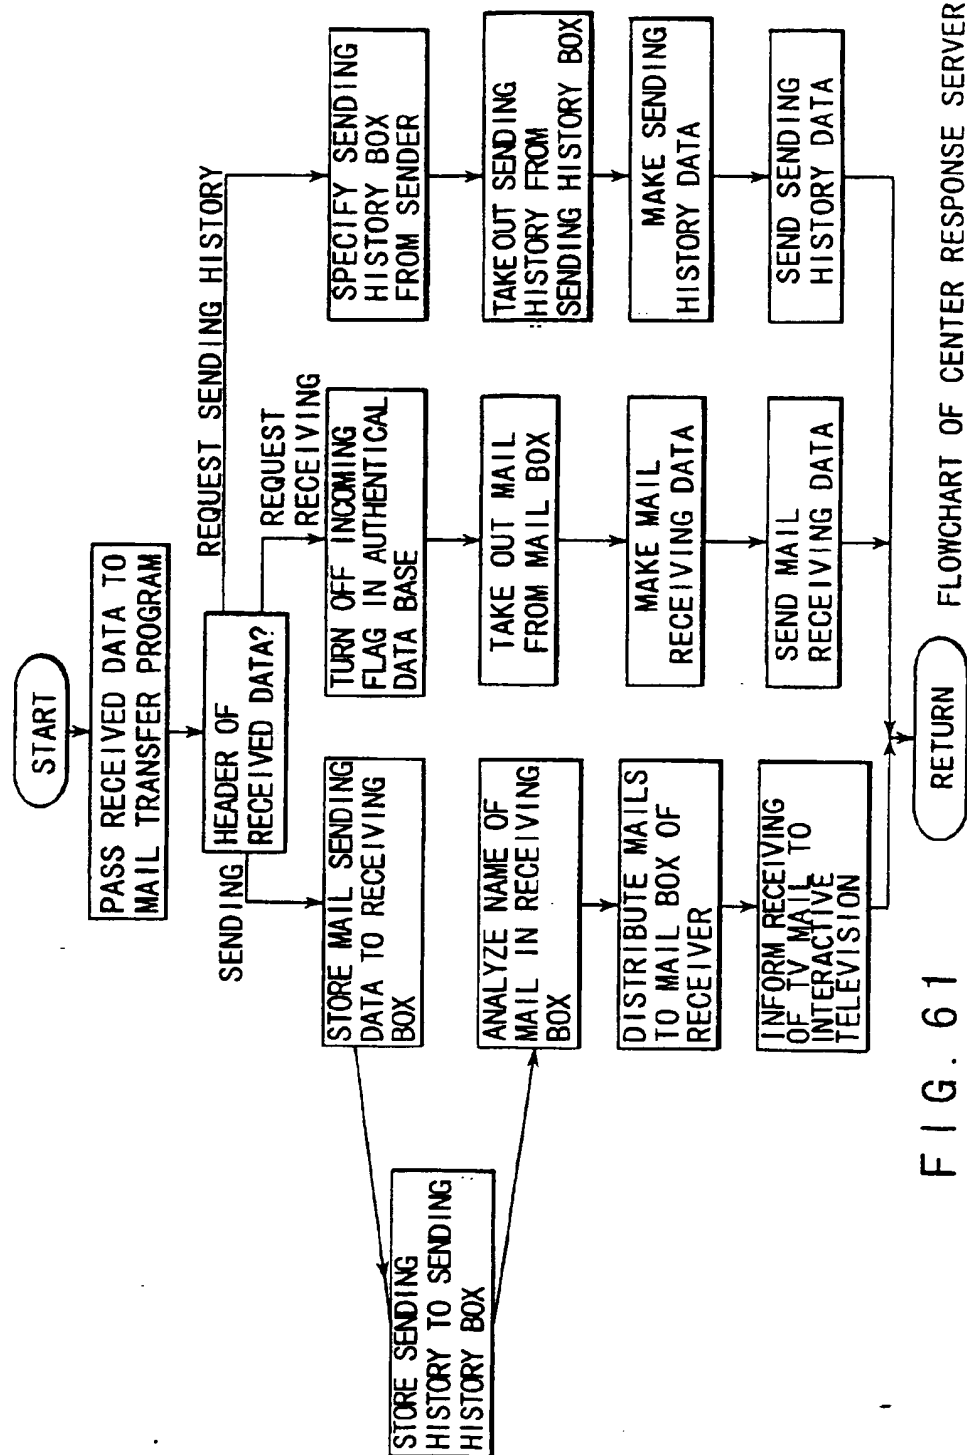 START
PASS RECEIVED DATA TO
MAIL TRANSFER PROGRAM
HEADER OF
RECEIVED DATA?
SENDING
REQUEST
RECEIVING
REQUEST SENDING HISTORY
STORE MAIL SENDING
DATA TO RECEIVING
BOX
STORE SENDING
HISTORY TO SENDING
HISTORY BOX
ANALYZE NAME OF
MAIL IN RECEIVING
BOX
DISTRIBUTE MAILS
TO MAIL BOX OF
RECEIVER
INFORM RECEIVING
OF TV MAIL TO
INTERACTIVE
TELEVISION
TURN OFF INCOMING
FLAG IN AUTHENTICAL
DATA BASE
TAKE OUT MAIL
FROM MAIL BOX
MAKE MAIL
RECEIVING DATA
SEND MAIL
RECEIVING DATA
SPECIFY SENDING
HISTORY BOX
FROM SENDER
TAKEOUT SENDING
HISTORY FROM
SENDING HISTORY BOX
MAKE SENDING
HISTORY DATA
SEND SENDING
HISTORY DATA
RETURN
FIG. 61
FLOWCHART OF CENTER RESPONSE SERVER